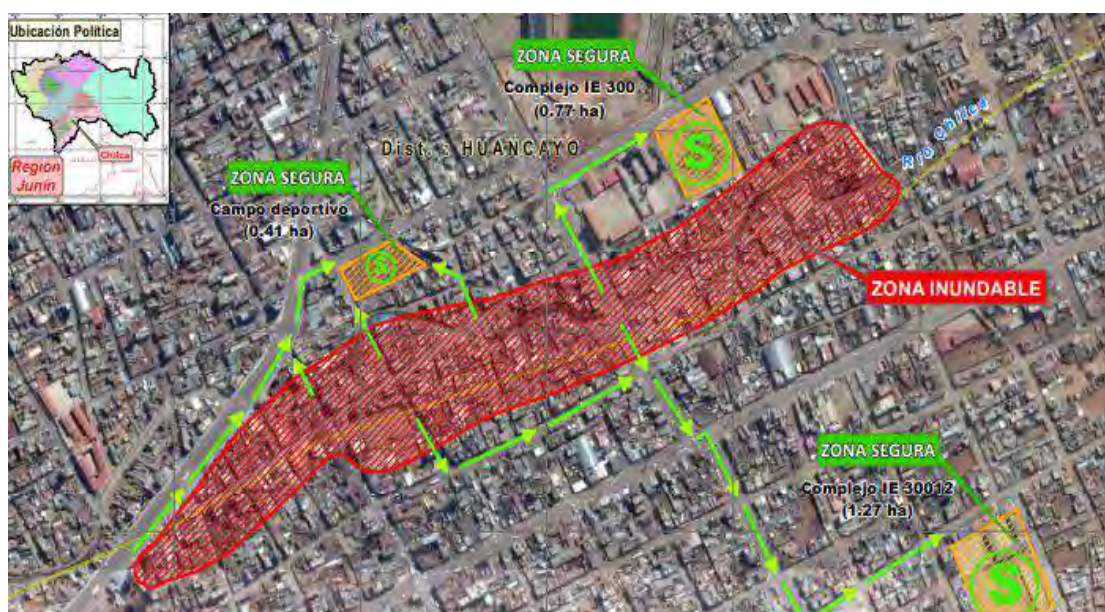 Ubicación Política
Chilca
Region
Junin
ZONA SEGURA
Complejo IE 300
(0.77 ha)
Dist. : HUANCAYO
Río Chilca
ZONA SEGURA
Campo deportivo
(0.41 ha)
S
S
ZONA INUNDABLE
ZONA SEGURA
Complejo IE 30012
(1.27 ha)
S